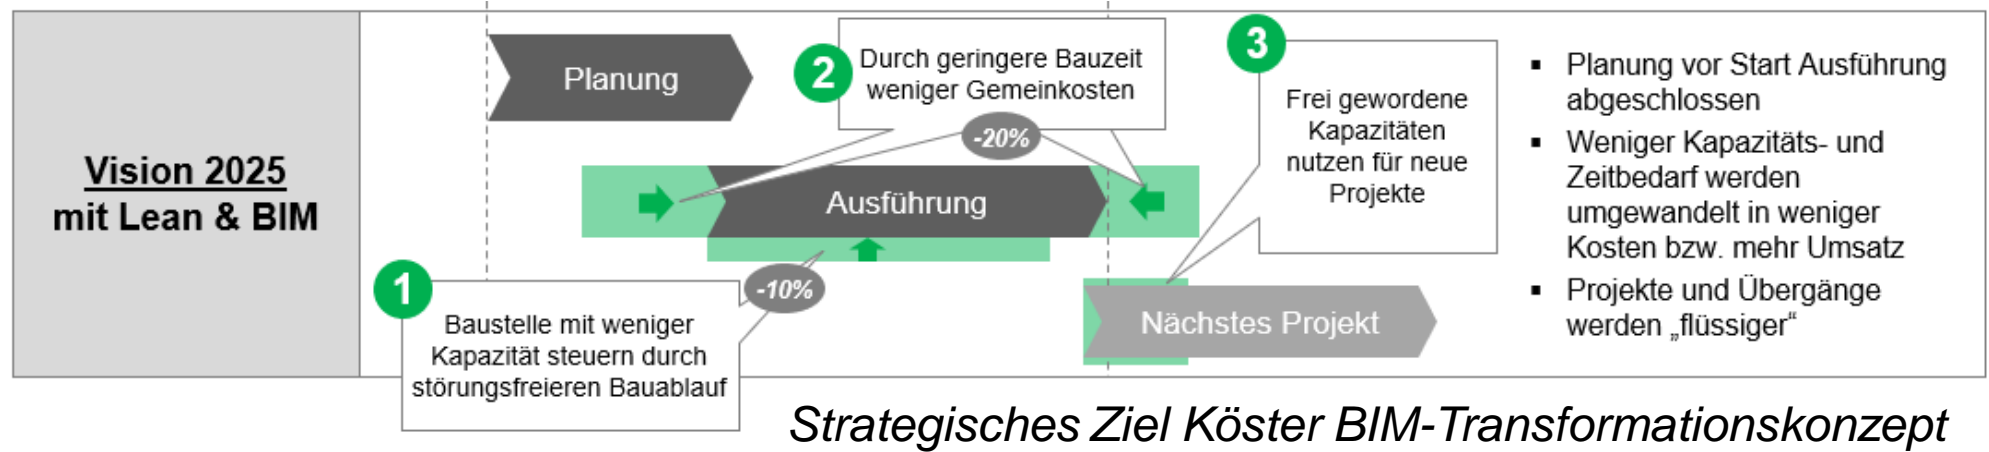 Vision 2025
mit Lean & BIM
Planung
2
Durch geringere Bauzeit
weniger Gemeinkosten
-20%
Ausführung
1
-10%
Baustelle mit weniger
Kapazität steuern durch
störungsfreieren Bauablauf
3
Frei gewordene
Kapazitäten
nutzen für neue
Projekte
Nächstes Projekt
▪ Planung vor Start Ausführung
abgeschlossen
▪ Weniger Kapazitäts- und
Zeitbedarf werden
umgewandelt in weniger
Kosten bzw. mehr Umsatz
▪ Projekte und Übergänge
werden „flüssiger“
Strategisches Ziel Köster BIM-Transformationskonzept